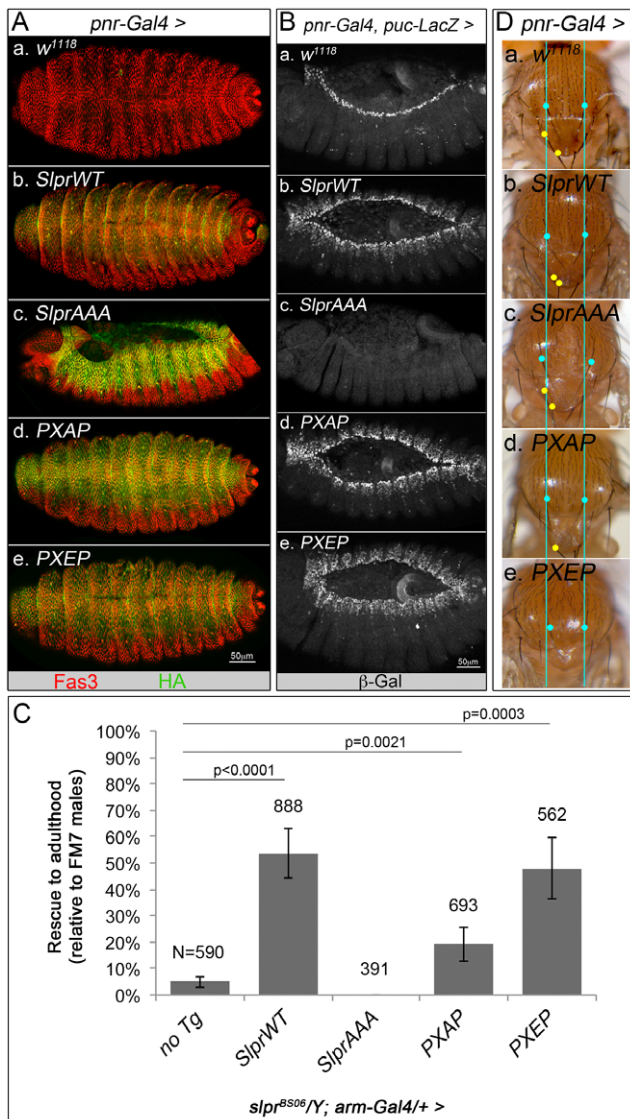 A
pnr-Gal4 >
a. w1118
b. SlprWT
c. SlprAAA
d. PXAP
e. PXEP
50μm
Fas3 HA
B
pnr-Gal4, puc-LacZ >
a. w1118
b. SlprWT
c. SlprAAA
d. PXAP
e. PXEP
50μm
β-Gal
D
pnr-Gal4 >
a. w1118
b. SlprWT
c. SlprAAA
d. PXAP
e. PXEP
C
Rescue to adulthood
(relative to FM7 males)
100%
90%
80%
70%
60%
50%
40%
30%
20%
10%
0%
p=0.0003
p=0.0021
p<0.0001
N=590
888
391
693
562
no Tg
SlprWT
SlprAAA
PXAP
PXEP
slprBS06/Y; arm-Gal4/+ >